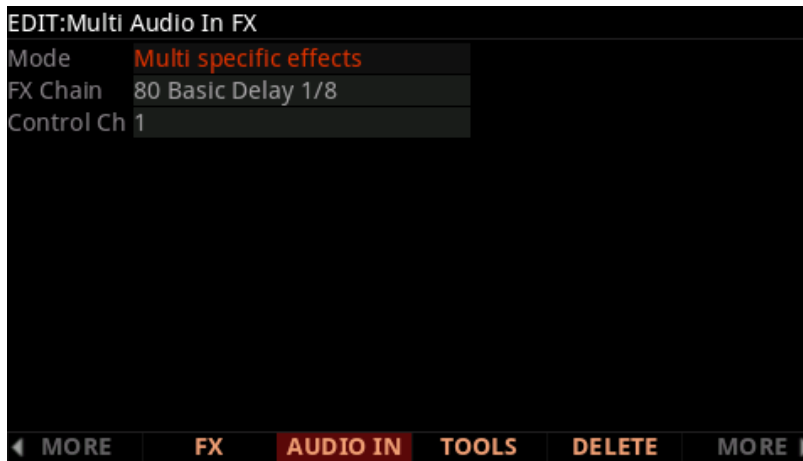 EDIT:Multi Audio In FX
Mode Multi specific effects
FX Chain 80 Basic Delay 1/8
Control Ch 1
MORE FX AUDIO IN TOOLS DELETE MORE